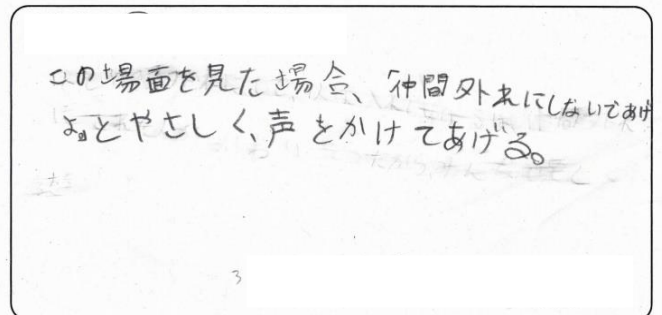 この場面を見た場合、「仲間外れにしないであげ
よ。」とやさしく、声をかけてあげる。
3